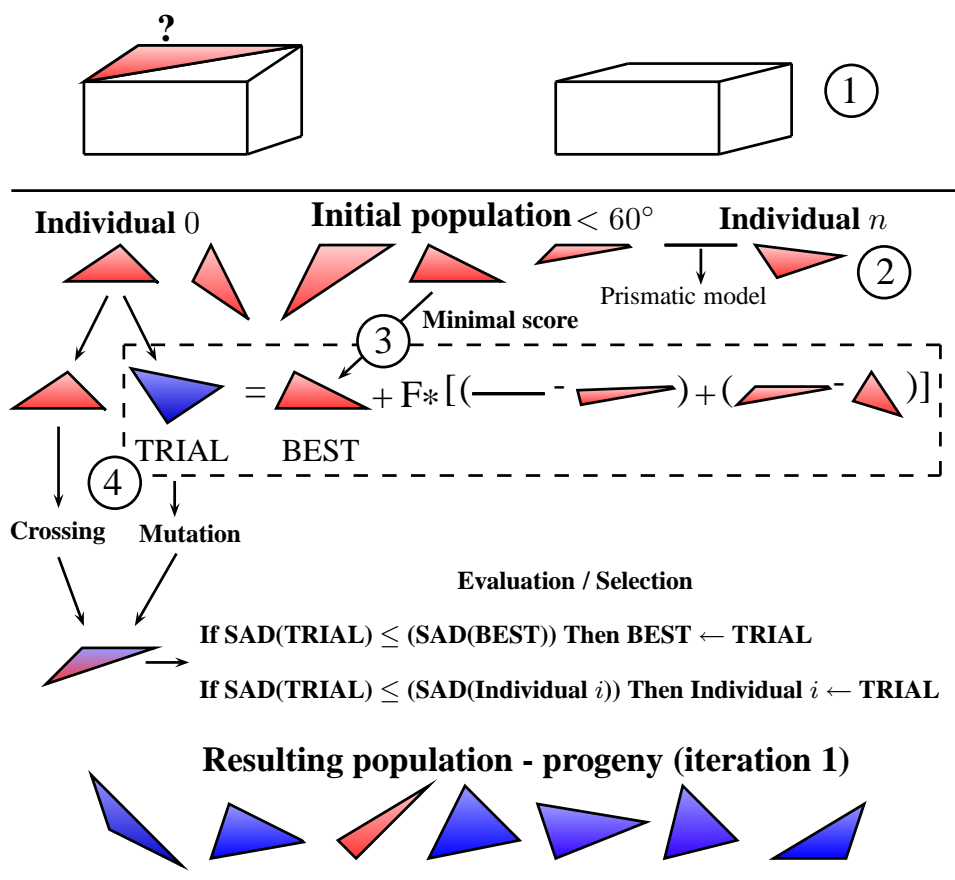 ?
1
Individual 0
Initial population < 60°
Individual n
2
Prismatic model
3
Minimal score
= + F* [( - ) + ( - )]
TRIAL BEST
4
Crossing Mutation
Evaluation / Selection
If SAD(TRIAL) ≤ (SAD(BEST)) Then BEST ← TRIAL
If SAD(TRIAL) ≤ (SAD(Individual i)) Then Individual i ← TRIAL
Resulting population - progeny (iteration 1)